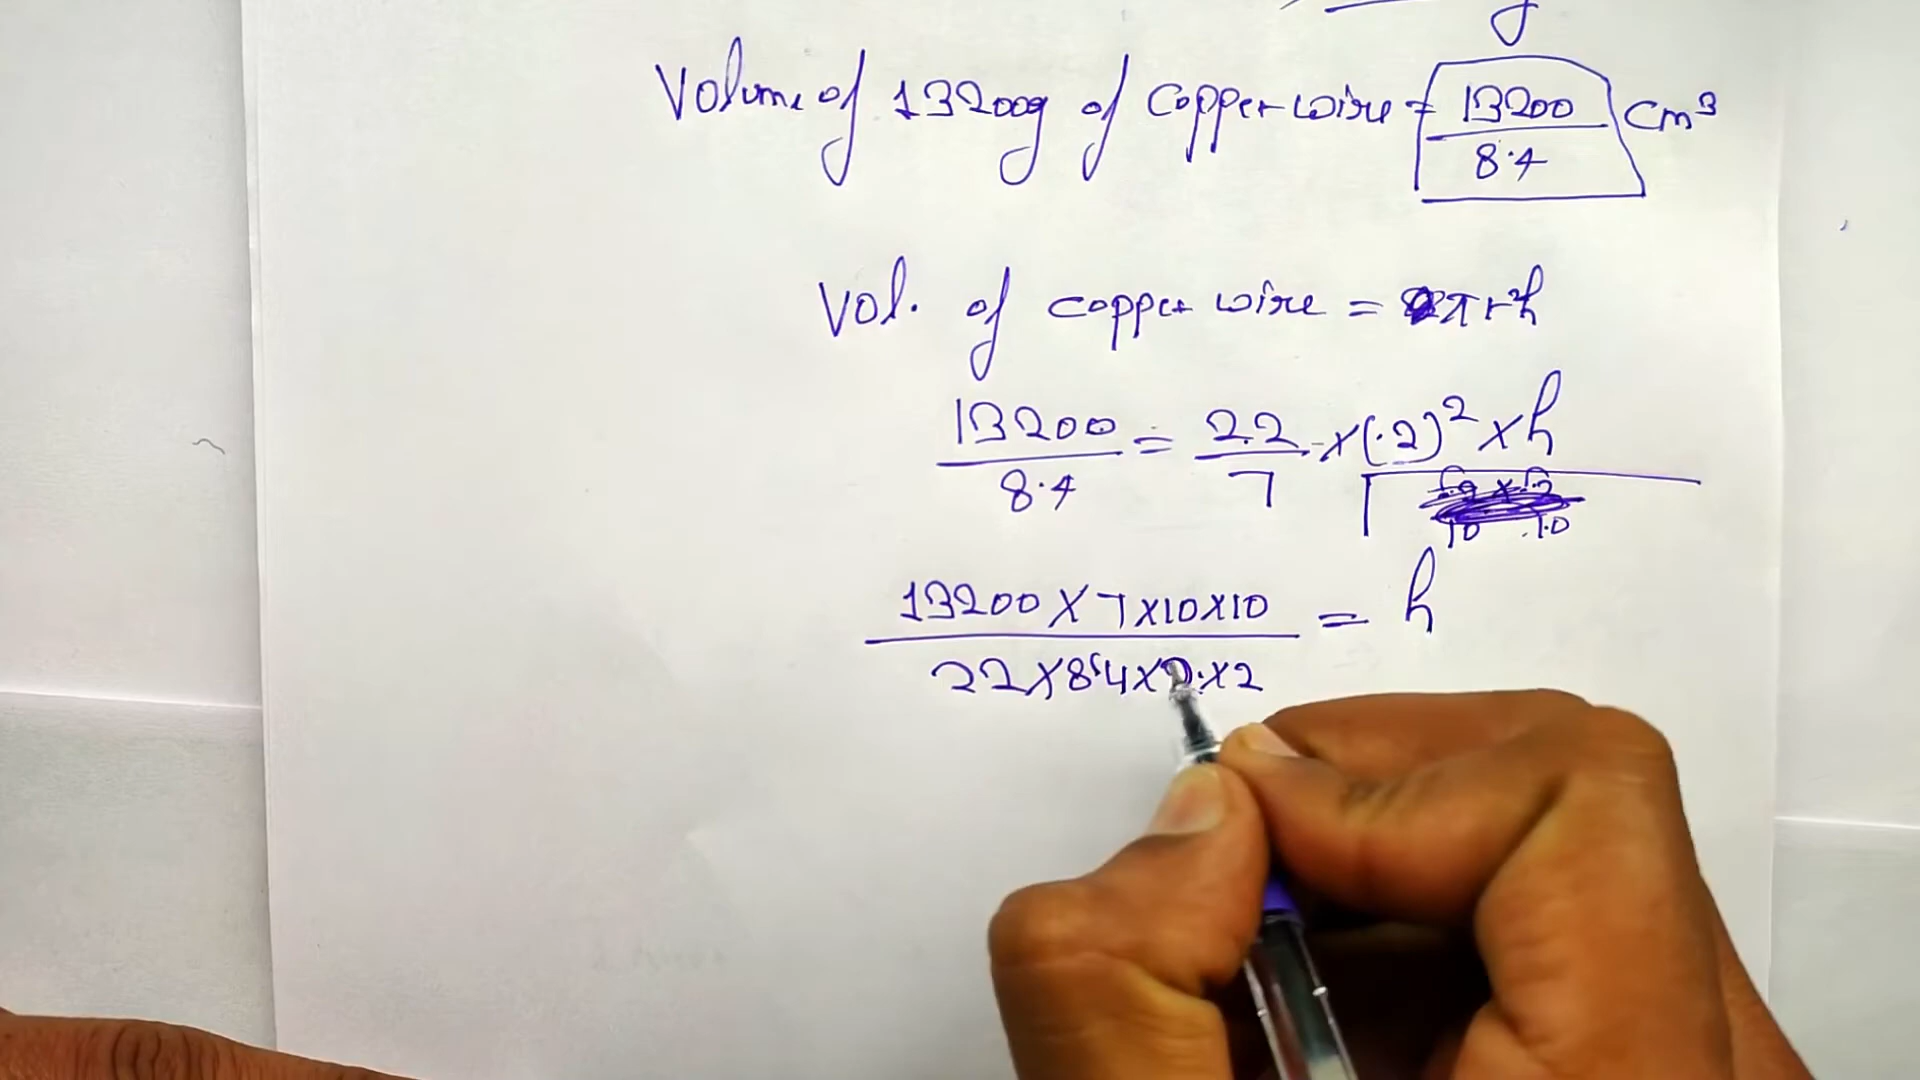 Volume of 13200g of copper wire = 13200/8.4 cm³
Vol. of copper wire = πr²h
13200/8.4 = 22/7 × (.2)² × h
13200 × 7 × 10 × 10 / 22 × 8.4 × 2 × 2 = h